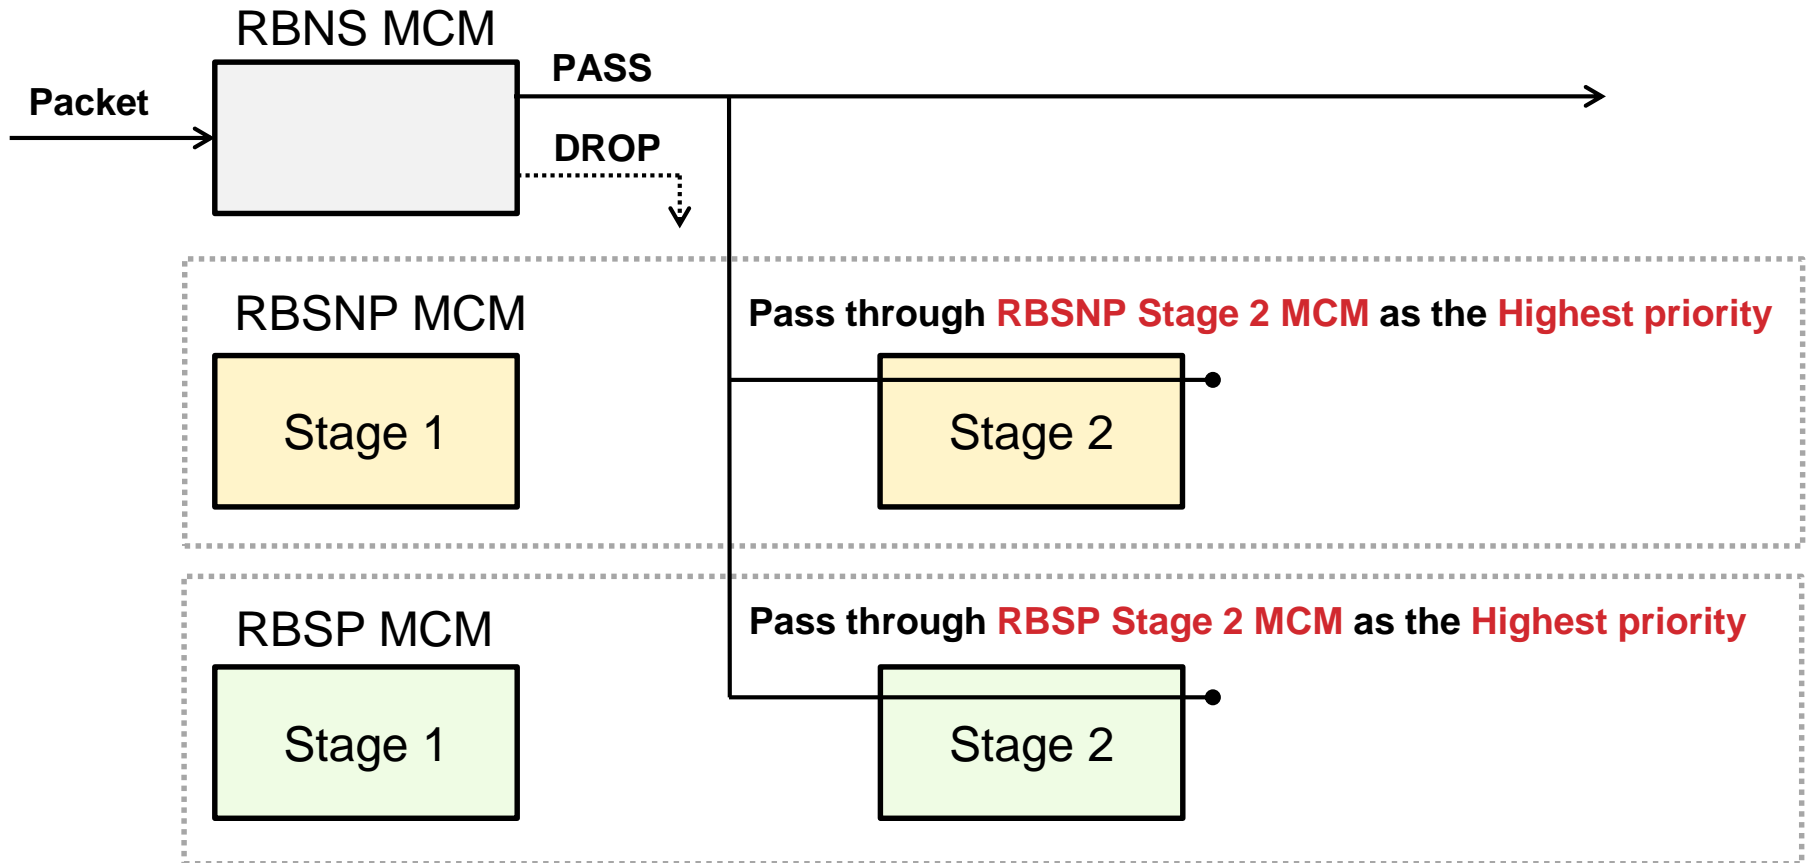 RBNS MCM
PASS
Packet
DROP
RBSNP MCM
Pass through RBSNP Stage 2 MCM as the Highest priority
Stage 1
Stage 2
RBSP MCM
Pass through RBSP Stage 2 MCM as the Highest priority
Stage 1
Stage 2